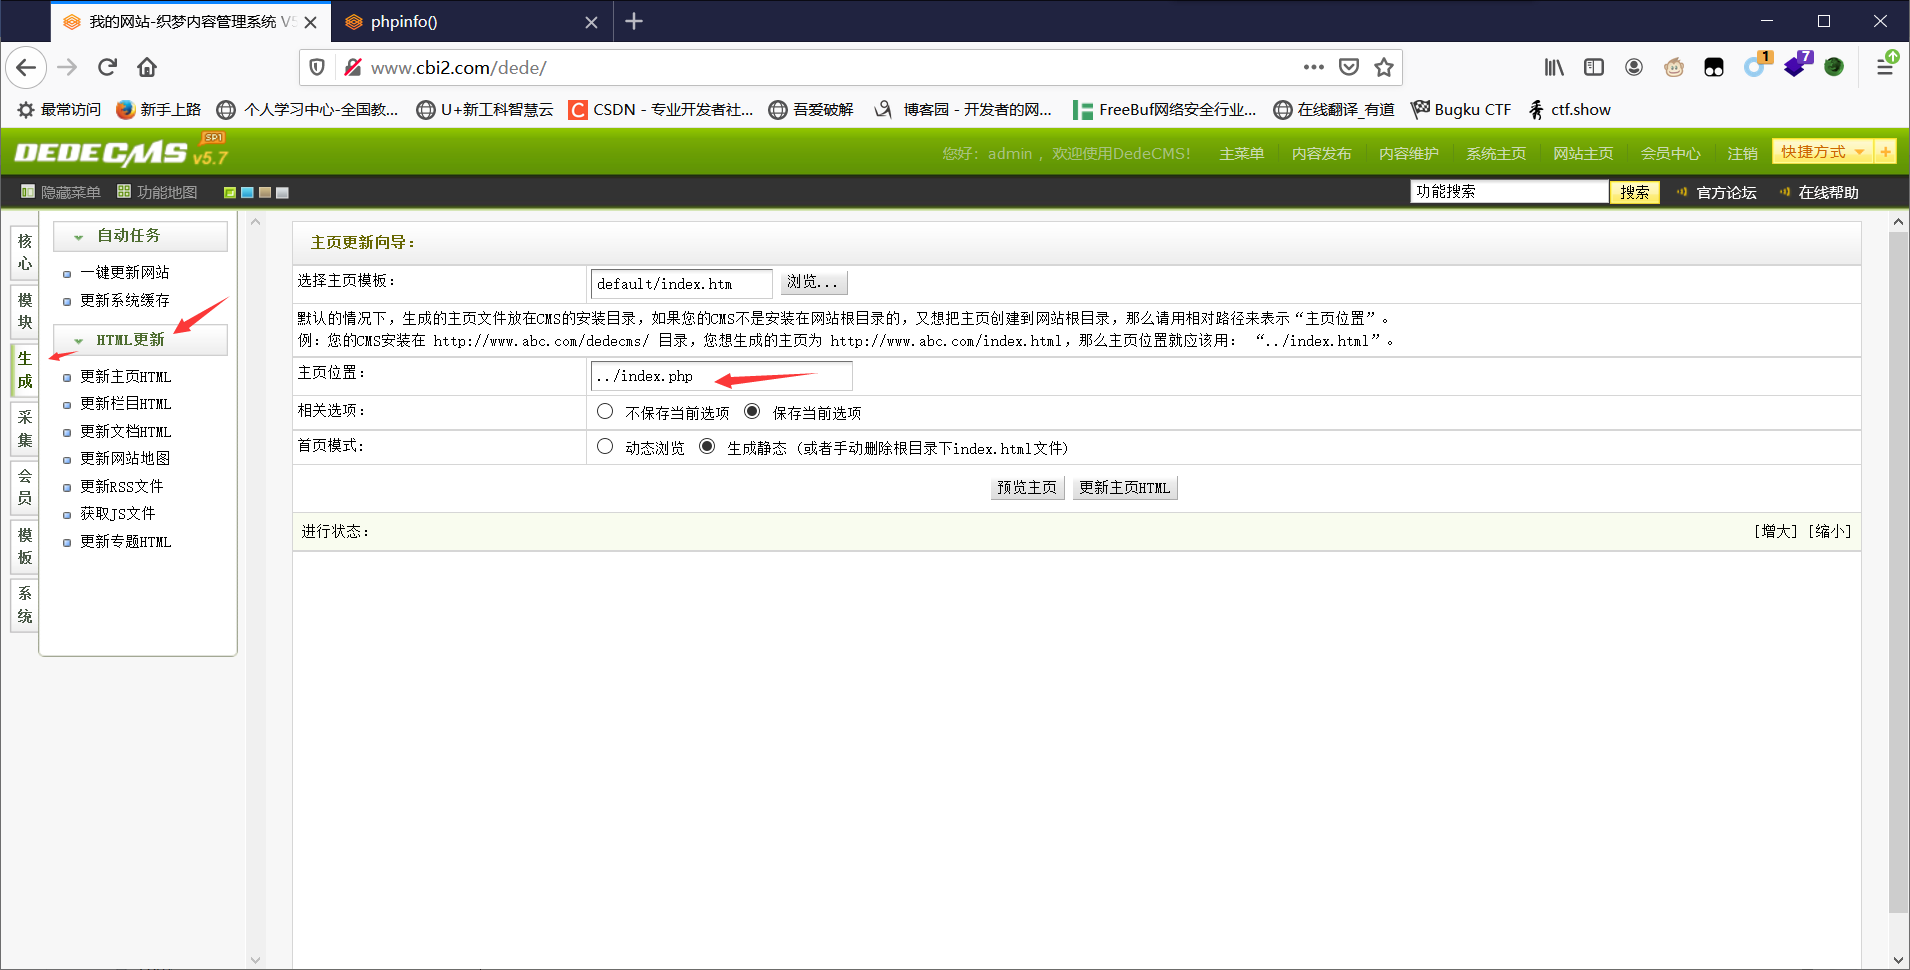 我的网站-织梦内容管理系统 V5
phpinfo()
www.cbi2.com/dede/
1
7
最常访问 新手上路 个人学习中心-全国教... U+新工科智慧云 CSDN - 专业开发者社... 吾爱破解 博客园 - 开发者的网... FreeBuf网络安全行业... 在线翻译_有道 Bugku CTF ctf.show
DEDECMS v5.7 SP1
您好：admin ，欢迎使用DedeCMS！ 主菜单 内容发布 内容维护 系统主页 网站主页 会员中心 注销 快捷方式 +
隐藏菜单 功能地图 功能搜索 搜索 官方论坛 在线帮助
核心
模块
生成
采集
会员
模板
系统
自动任务
一键更新网站
更新系统缓存
HTML更新
更新主页HTML
更新栏目HTML
更新文档HTML
更新网站地图
更新RSS文件
获取JS文件
更新专题HTML
主页更新向导：
选择主页模板： default/index.htm 浏览...
默认的情况下，生成的主页文件放在CMS的安装目录，如果您的CMS不是安装在网站根目录的，又想把主页创建到网站根目录，那么请用相对路径来表示“主页位置”。
例：您的CMS安装在 http://www.abc.com/dedecms/ 目录，您想生成的主页为 http://www.abc.com/index.html，那么主页位置就应该用： “../index.html”。
主页位置： ../index.php
相关选项： 不保存当前选项 保存当前选项
首页模式: 动态浏览 生成静态 (或者手动删除根目录下index.html文件)
预览主页 更新主页HTML
进行状态： [增大] [缩小]